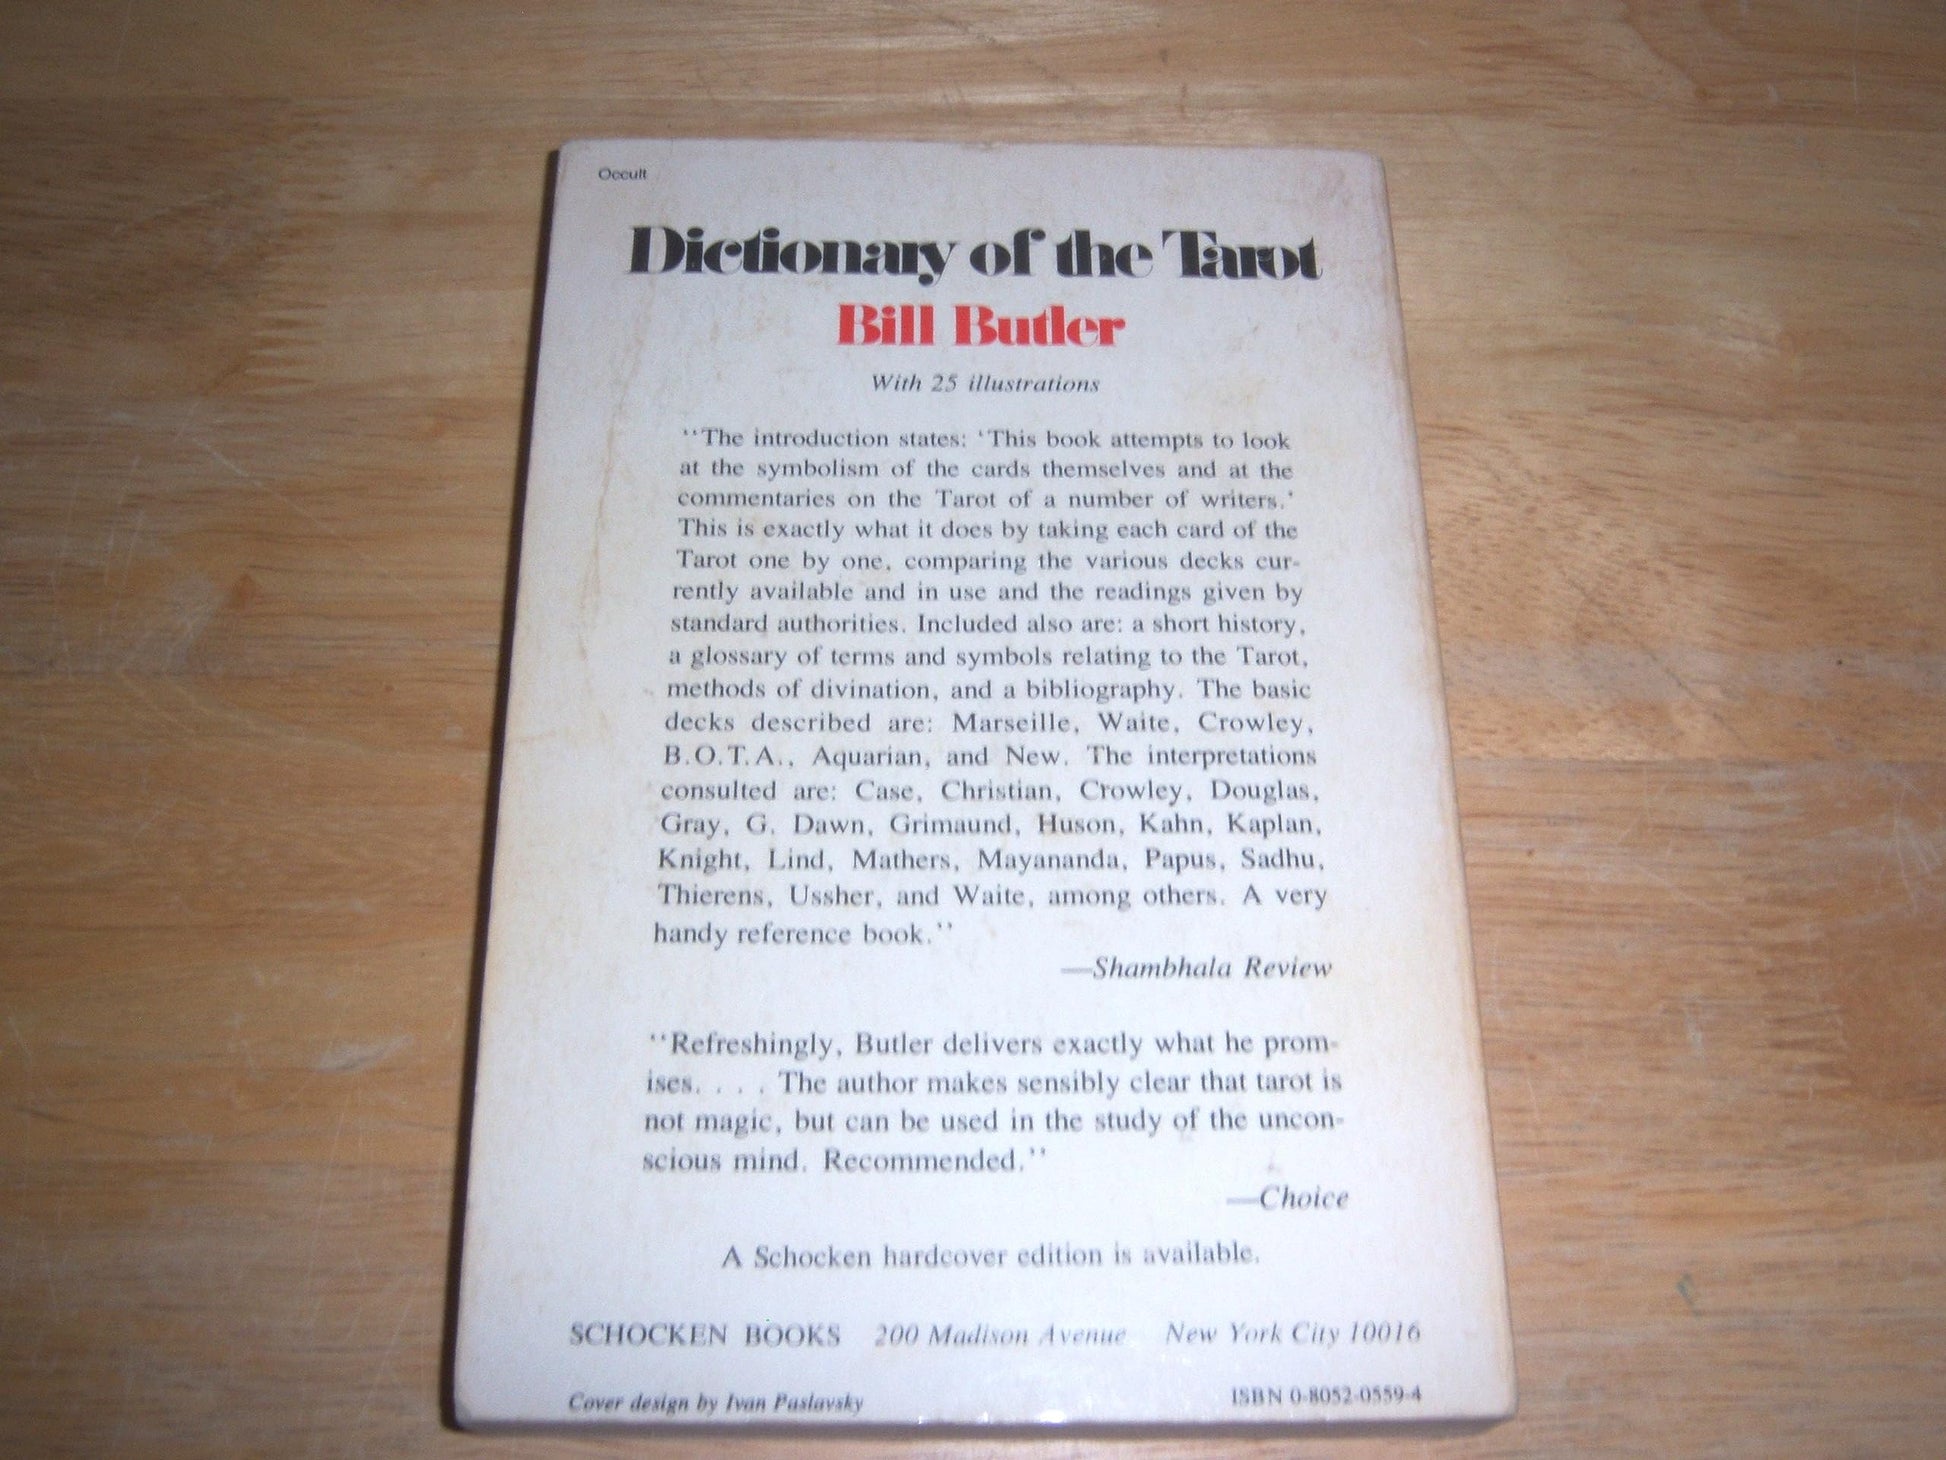 Occult
Dictionary of the Tarot
Bill Butler
With 25 illustrations
"The introduction states: 'This book attempts to look
at the symbolism of the cards themselves and at the
commentaries on the Tarot of a number of writers.'
This is exactly what it does by taking each card of the
Tarot one by one, comparing the various decks cur-
rently available and in use and the readings given by
standard authorities. Included also are: a short history,
a glossary of terms and symbols relating to the Tarot,
methods of divination, and a bibliography. The basic
decks described are: Marseille, Waite, Crowley,
B.O.T.A., Aquarian, and New. The interpretations
consulted are: Case, Christian, Crowley, Douglas,
Gray, G. Dawn, Grimaund, Huson, Kahn, Kaplan,
Knight, Lind, Mathers, Mayananda, Papus, Sadhu,
Thierens, Ussher, and Waite, among others. A very
handy reference book."
—Shambhala Review
"Refreshingly, Butler delivers exactly what he prom-
ises. . . . The author makes sensibly clear that tarot is
not magic, but can be used in the study of the uncon-
scious mind. Recommended."
—Choice
A Schocken hardcover edition is available.
SCHOCKEN BOOKS 200 Madison Avenue New York City 10016
Cover design by Ivan Paslavsky
ISBN 0-8052-0559-4